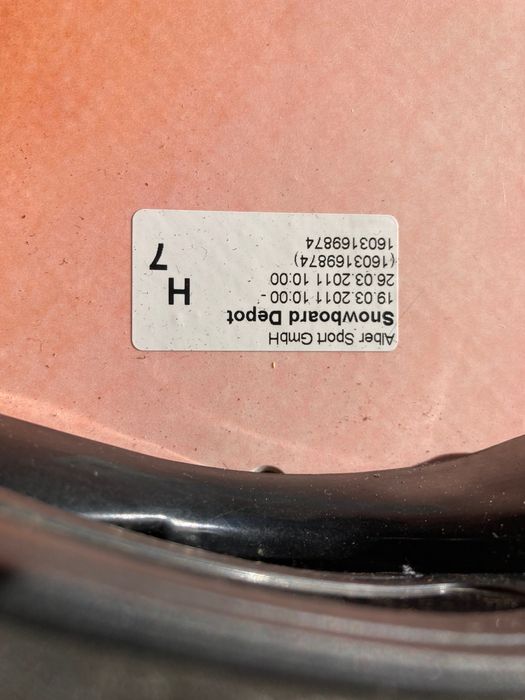 Alber Sport GmbH
Snowboard Depot
19.03.2011 10:00 -
26.03.2011 10:00
(1603169874)
1603169874
H
7